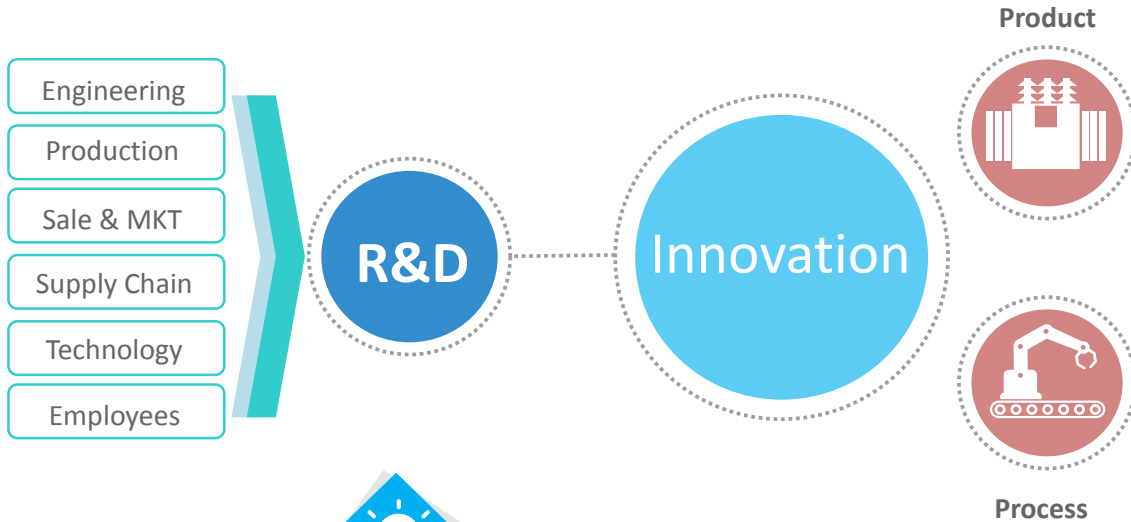 Product
Engineering
Production
Sale & MKT
Supply Chain
Technology
Employees
R&D
Innovation
Process